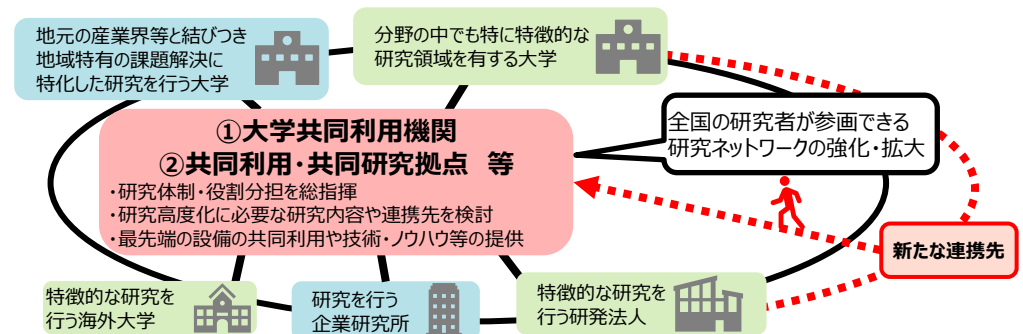 地元の産業界等と結びつき
地域特有の課題解決に
特化した研究を行う大学
分野の中でも特に特徴的な
研究領域を有する大学
全国の研究者が参画できる
研究ネットワークの強化・拡大
①大学共同利用機関
②共同利用・共同研究拠点 等
・研究体制・役割分担を総指揮
・研究高度化に必要な研究内容や連携先を検討
・最先端の設備の共同利用や技術・ノウハウ等の提供
新たな連携先
特徴的な研究を
行う海外大学
研究を行う
企業研究所
特徴的な研究を
行う研発法人